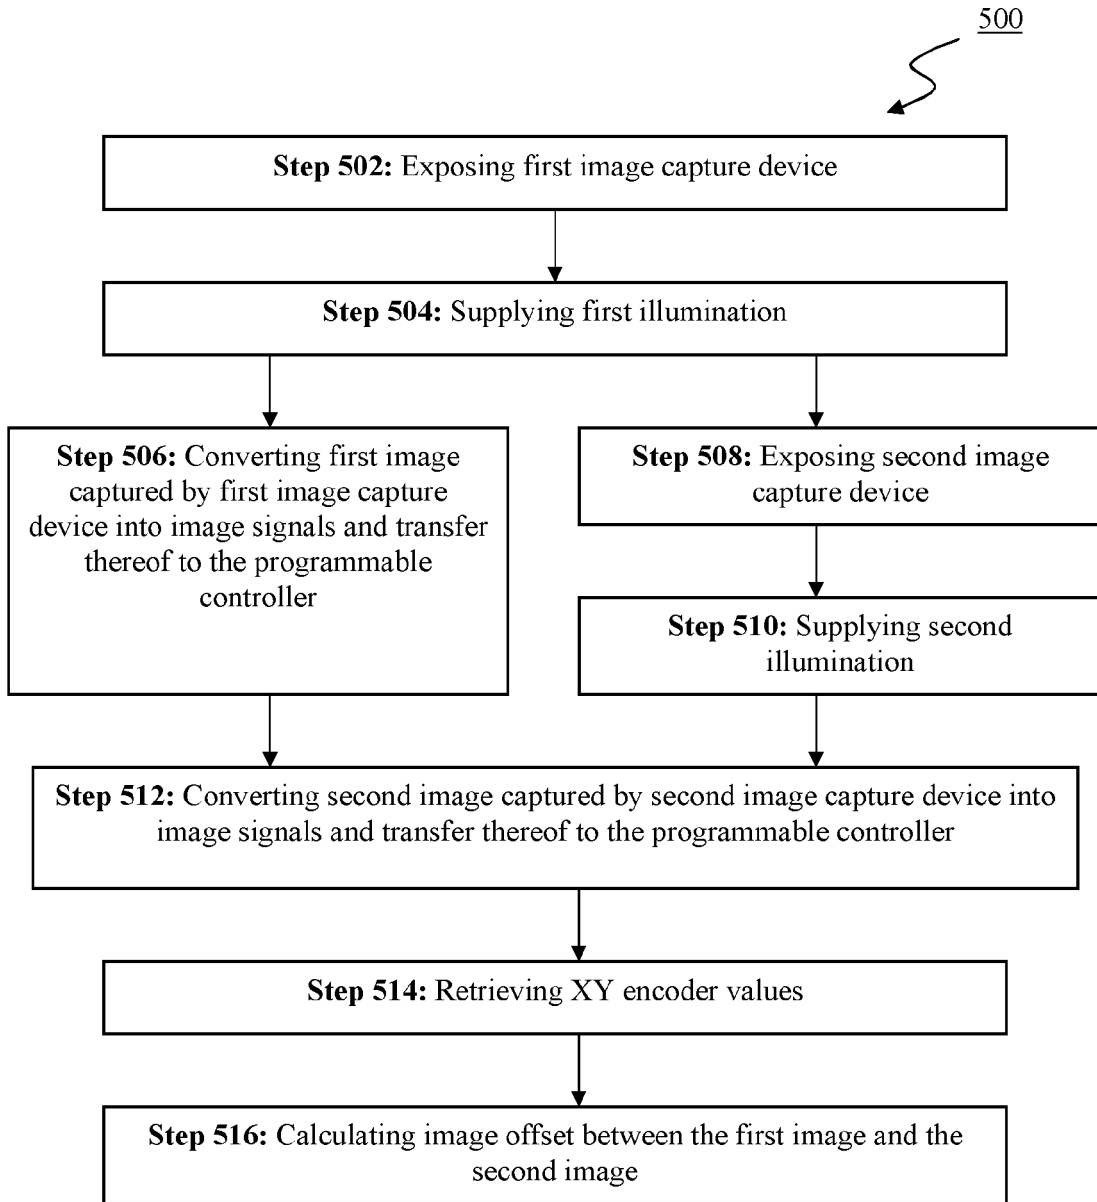 500
Step 502: Exposing first image capture device
Step 504: Supplying first illumination
Step 506: Converting first image
captured by first image capture
device into image signals and transfer
thereof to the programmable
controller
Step 508: Exposing second image
capture device
Step 510: Supplying second
illumination
Step 512: Converting second image captured by second image capture device into
image signals and transfer thereof to the programmable controller
Step 514: Retrieving XY encoder values
Step 516: Calculating image offset between the first image and the
second image